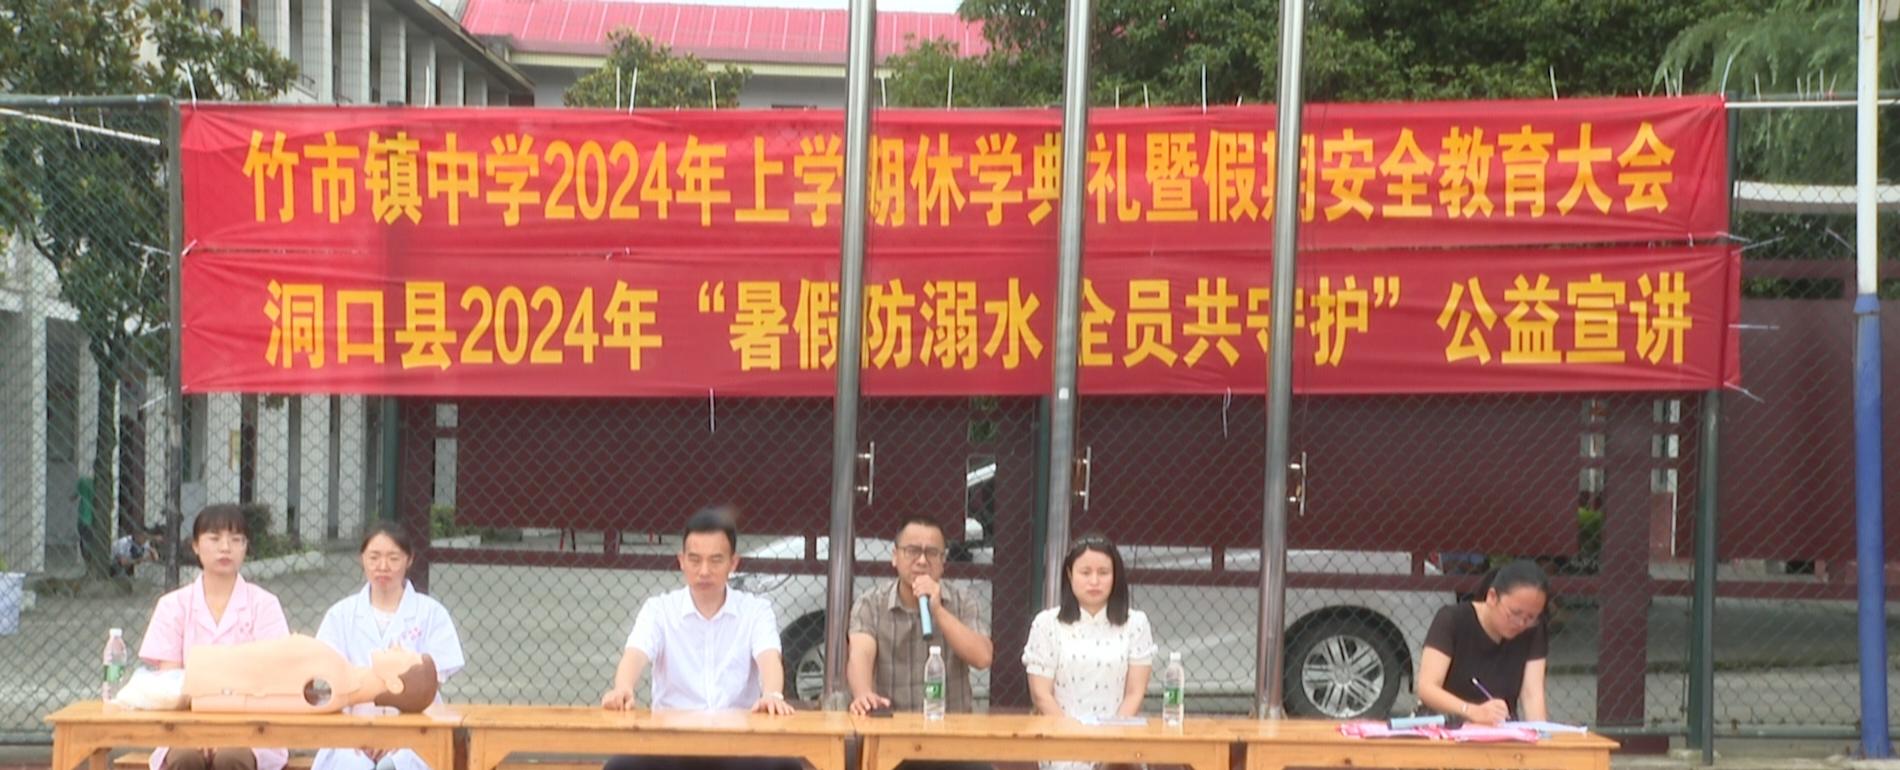 竹市镇中学2024年上学期休学典礼暨假期安全教育大会
洞口县2024年“暑假防溺水 全员共守护”公益宣讲